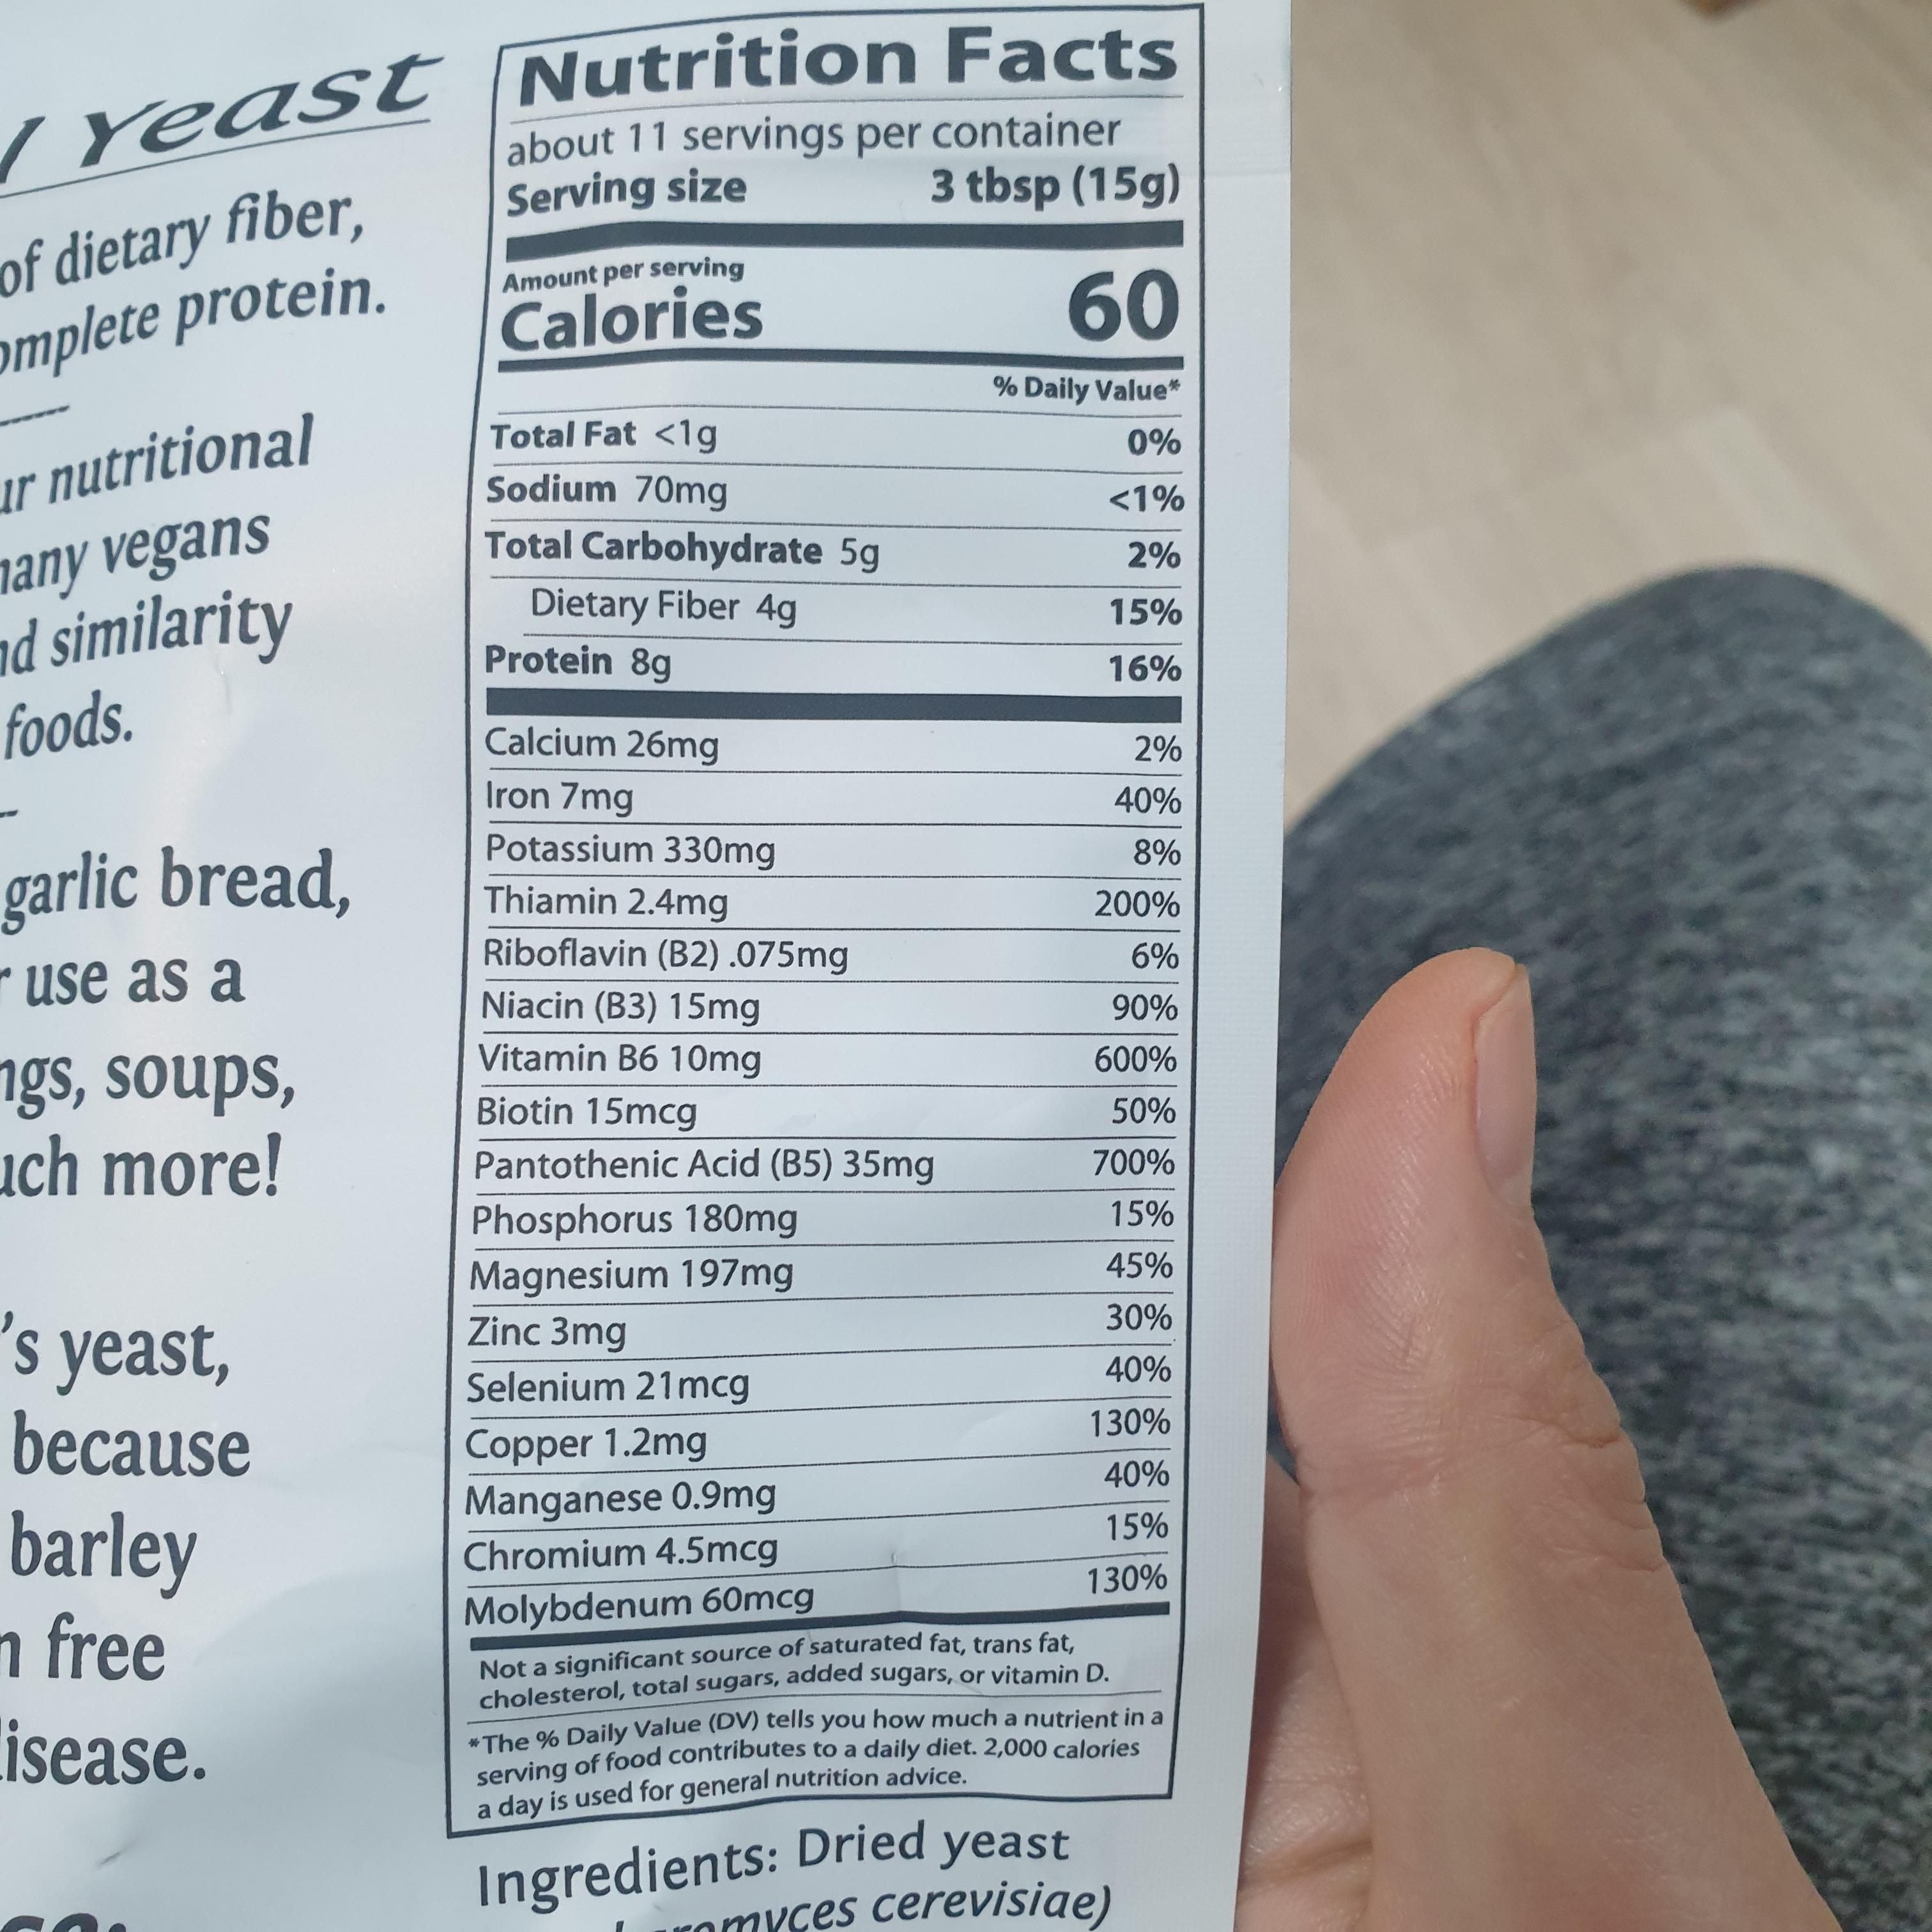 Yeast
of dietary fiber,
protein.
nutritional
vegans
similarity
foods.
garlic bread,
use as a
soups,
more!
's yeast,
because
barley
free
Nutrition Facts
about 11 servings per container
Serving size 3 tbsp (15g)
Amount per serving
Calories 60
% Daily Value*
Total Fat <1g 0%
Sodium 70mg <1%
Total Carbohydrate 5g 2%
Dietary Fiber 4g 15%
Protein 8g 16%
Calcium 26mg 2%
Iron 7mg 40%
Potassium 330mg 8%
Thiamin 2.4mg 200%
Riboflavin (B2) .075mg 6%
Niacin (B3) 15mg 90%
Vitamin B6 10mg 600%
Biotin 15mcg 50%
Pantothenic Acid (B5) 35mg 700%
Phosphorus 180mg 15%
Magnesium 197mg 45%
Zinc 3mg 30%
Selenium 21mcg 40%
Copper 1.2mg 130%
Manganese 0.9mg 40%
Chromium 4.5mcg 15%
Molybdenum 60mcg 130%
Not a significant source of saturated fat, trans fat,
cholesterol, total sugars, added sugars, or vitamin D.
*The % Daily Value (DV) tells you how much a nutrient in a
serving of food contributes to a daily diet. 2,000 calories
a day is used for general nutrition advice.
Ingredients: Dried yeast
cerevisiae)